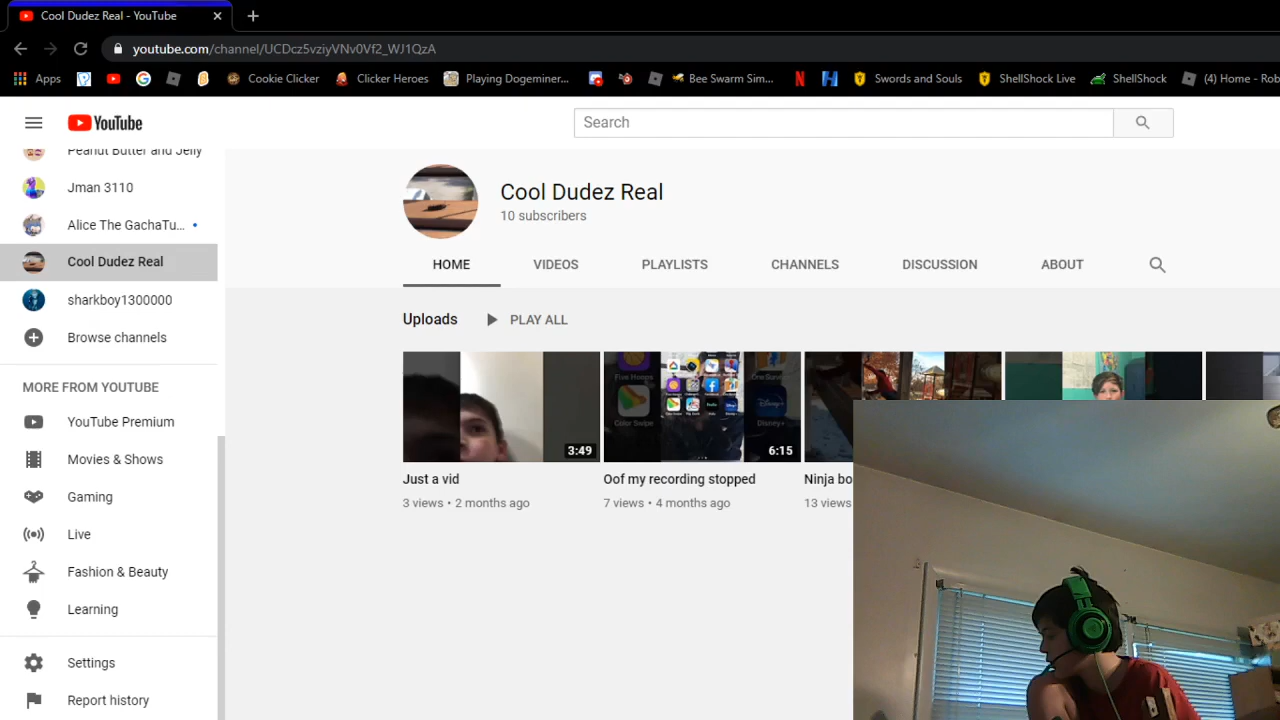 Cool Dudez Real - YouTube
youtube.com/channel/UCDcz5vziyVNv0Vf2_WJ1QzA
Apps Cookie Clicker Clicker Heroes Playing Dogeminer... Bee Swarm Sim... Swords and Souls ShellShock Live ShellShock (4) Home - Rob
YouTube
Search
Peanut Butter and Jelly
Jman 3110
Alice The GachaTu...
Cool Dudez Real
sharkboy1300000
Browse channels
MORE FROM YOUTUBE
YouTube Premium
Movies & Shows
Gaming
Live
Fashion & Beauty
Learning
Settings
Report history
Cool Dudez Real
10 subscribers
HOME VIDEOS PLAYLISTS CHANNELS DISCUSSION ABOUT
Uploads PLAY ALL
Color Swipe
Disney+
3:49
6:15
Just a vid
3 views • 2 months ago
Oof my recording stopped
7 views • 4 months ago
Ninja bo
13 views